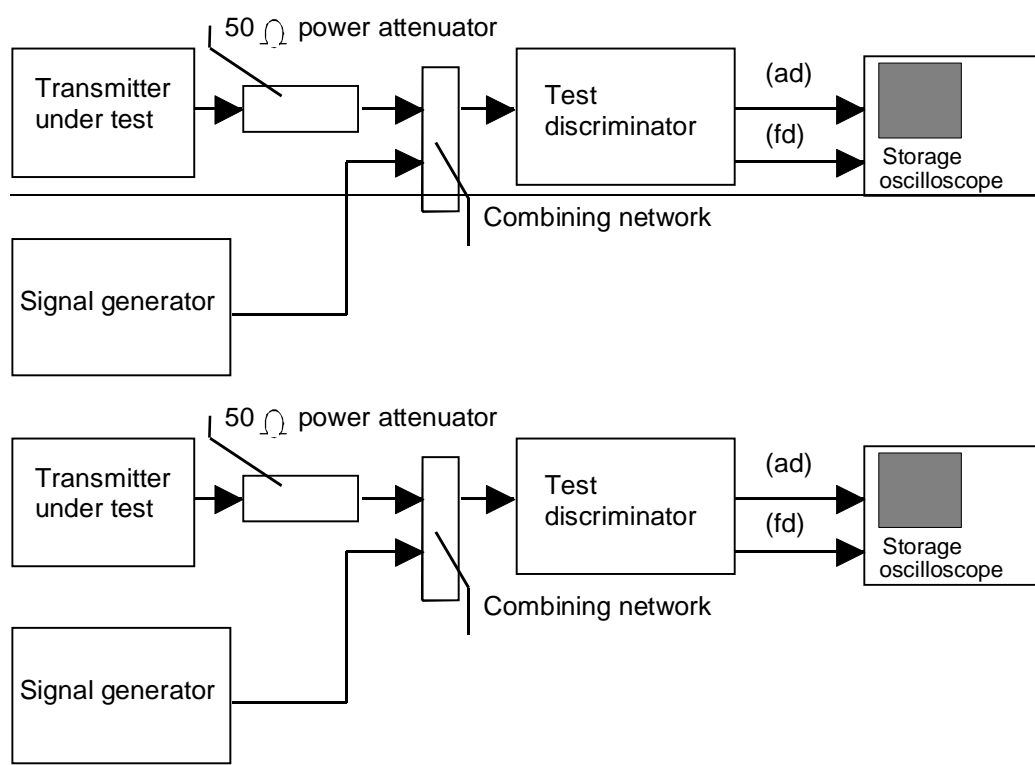 50 Ω power attenuator
Transmitter
under test
Test
discriminator
(ad)
(fd)
Storage
oscilloscope
Combining network
Signal generator
50 Ω power attenuator
Transmitter
under test
Test
discriminator
(ad)
(fd)
Storage
oscilloscope
Combining network
Signal generator